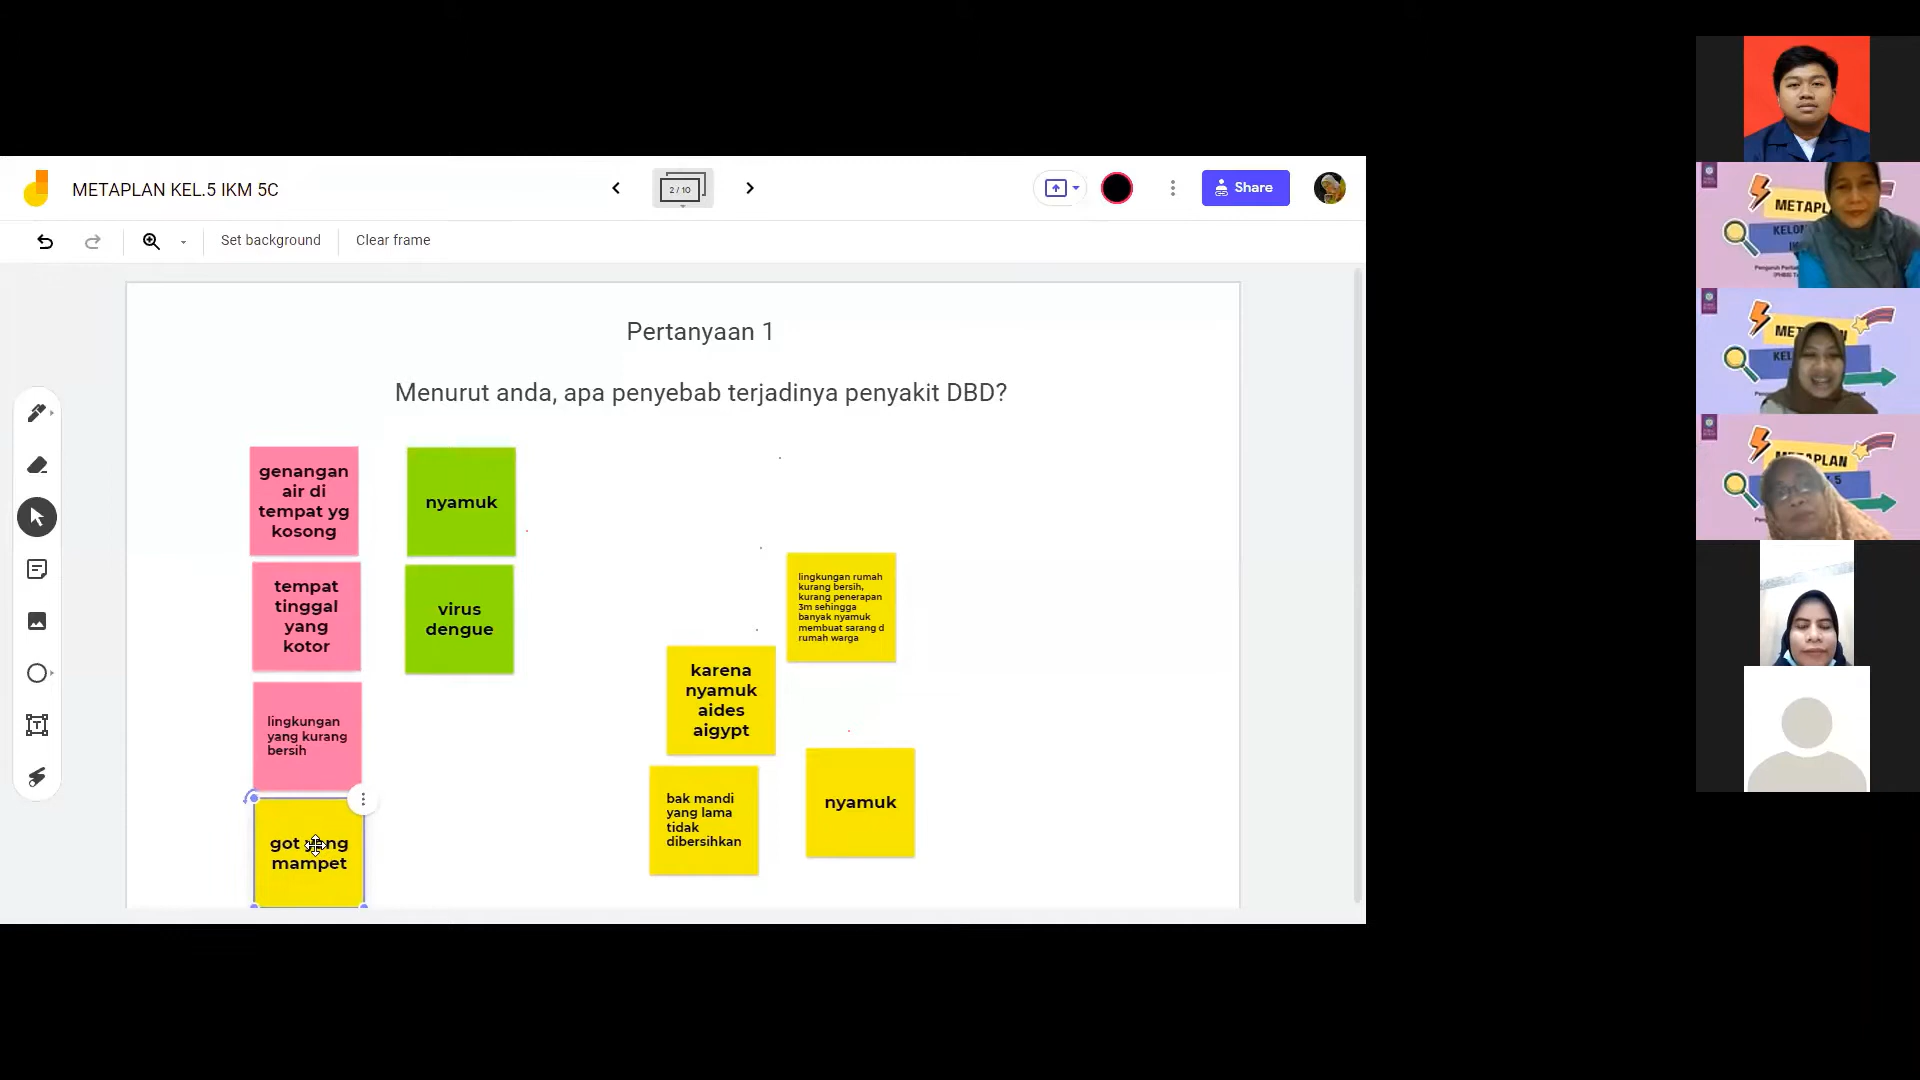 METAPLAN KEL.5 IKM 5C
2 / 10
Share
Set background
Clear frame
Pertanyaan 1
Menurut anda, apa penyebab terjadinya penyakit DBD?
genangan
air di
tempat yg
kosong
nyamuk
tempat
tinggal
yang
kotor
virus
dengue
lingkungan rumah
kurang bersih,
kurang penerapan
3m sehingga
banyak nyamuk
membuat sarang d
rumah warga
karena
nyamuk
aides
aigypt
lingkungan
yang kurang
bersih
bak mandi
yang lama
tidak
dibersihkan
nyamuk
got yang
mampet
METAPL
KELO
METAPLAN
5